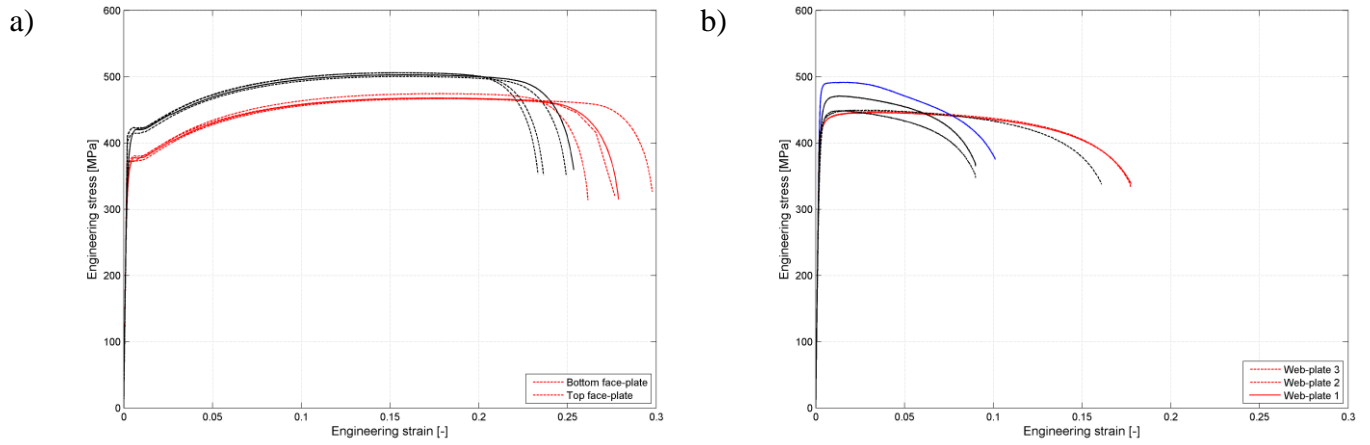 a)
600
500
400
300
200
100
0
Engineering stress [MPa]
0 0.05 0.1 0.15 0.2 0.25 0.3
Engineering strain [-]
Bottom face-plate
Top face-plate
b)
600
500
400
300
200
100
0
Engineering stress [MPa]
0 0.05 0.1 0.15 0.2 0.25 0.3
Engineering strain [-]
Web-plate 3
Web-plate 2
Web-plate 1